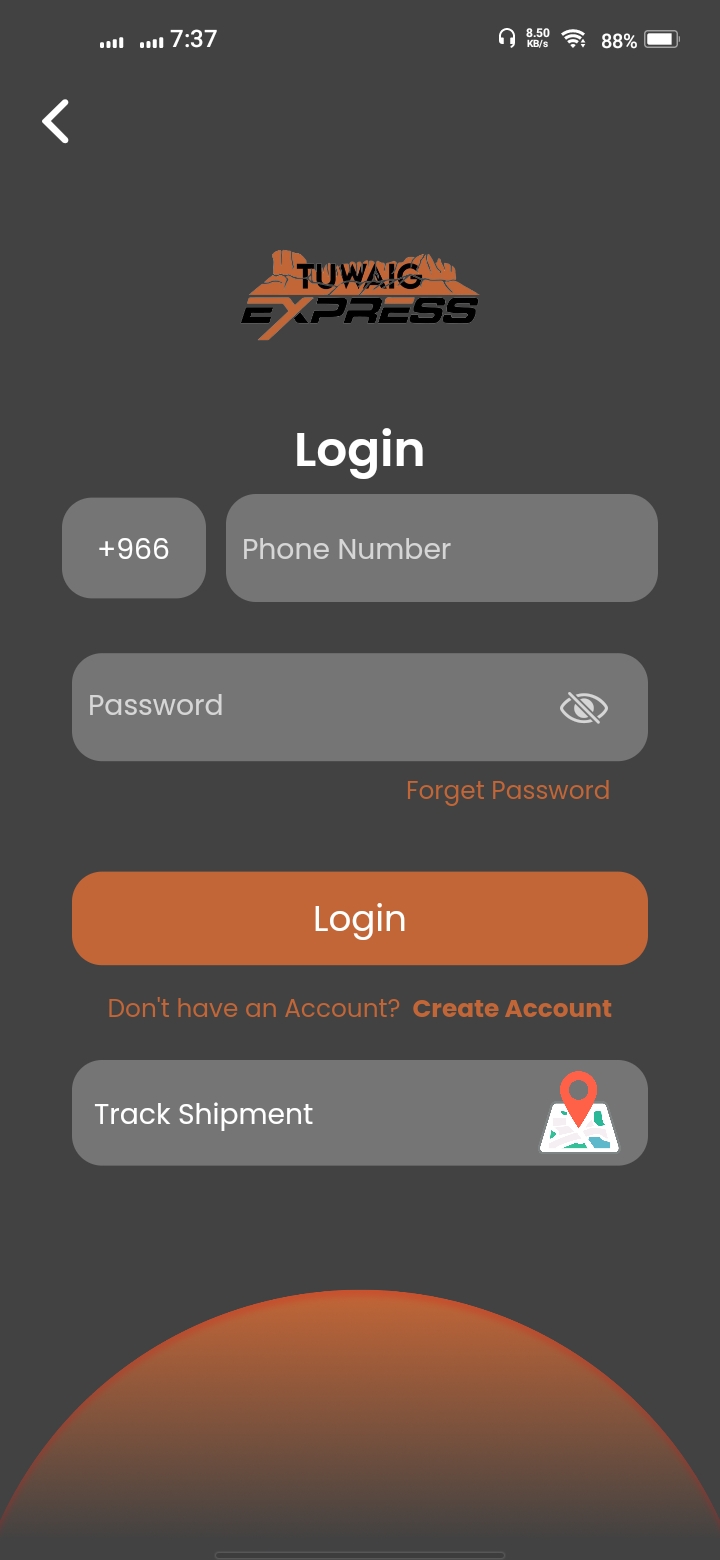 7:37 8.50 KB/s 88%
TUWAIG
EXPRESS
Login
+966 Phone Number
Password
Forget Password
Login
Don't have an Account? Create Account
Track Shipment